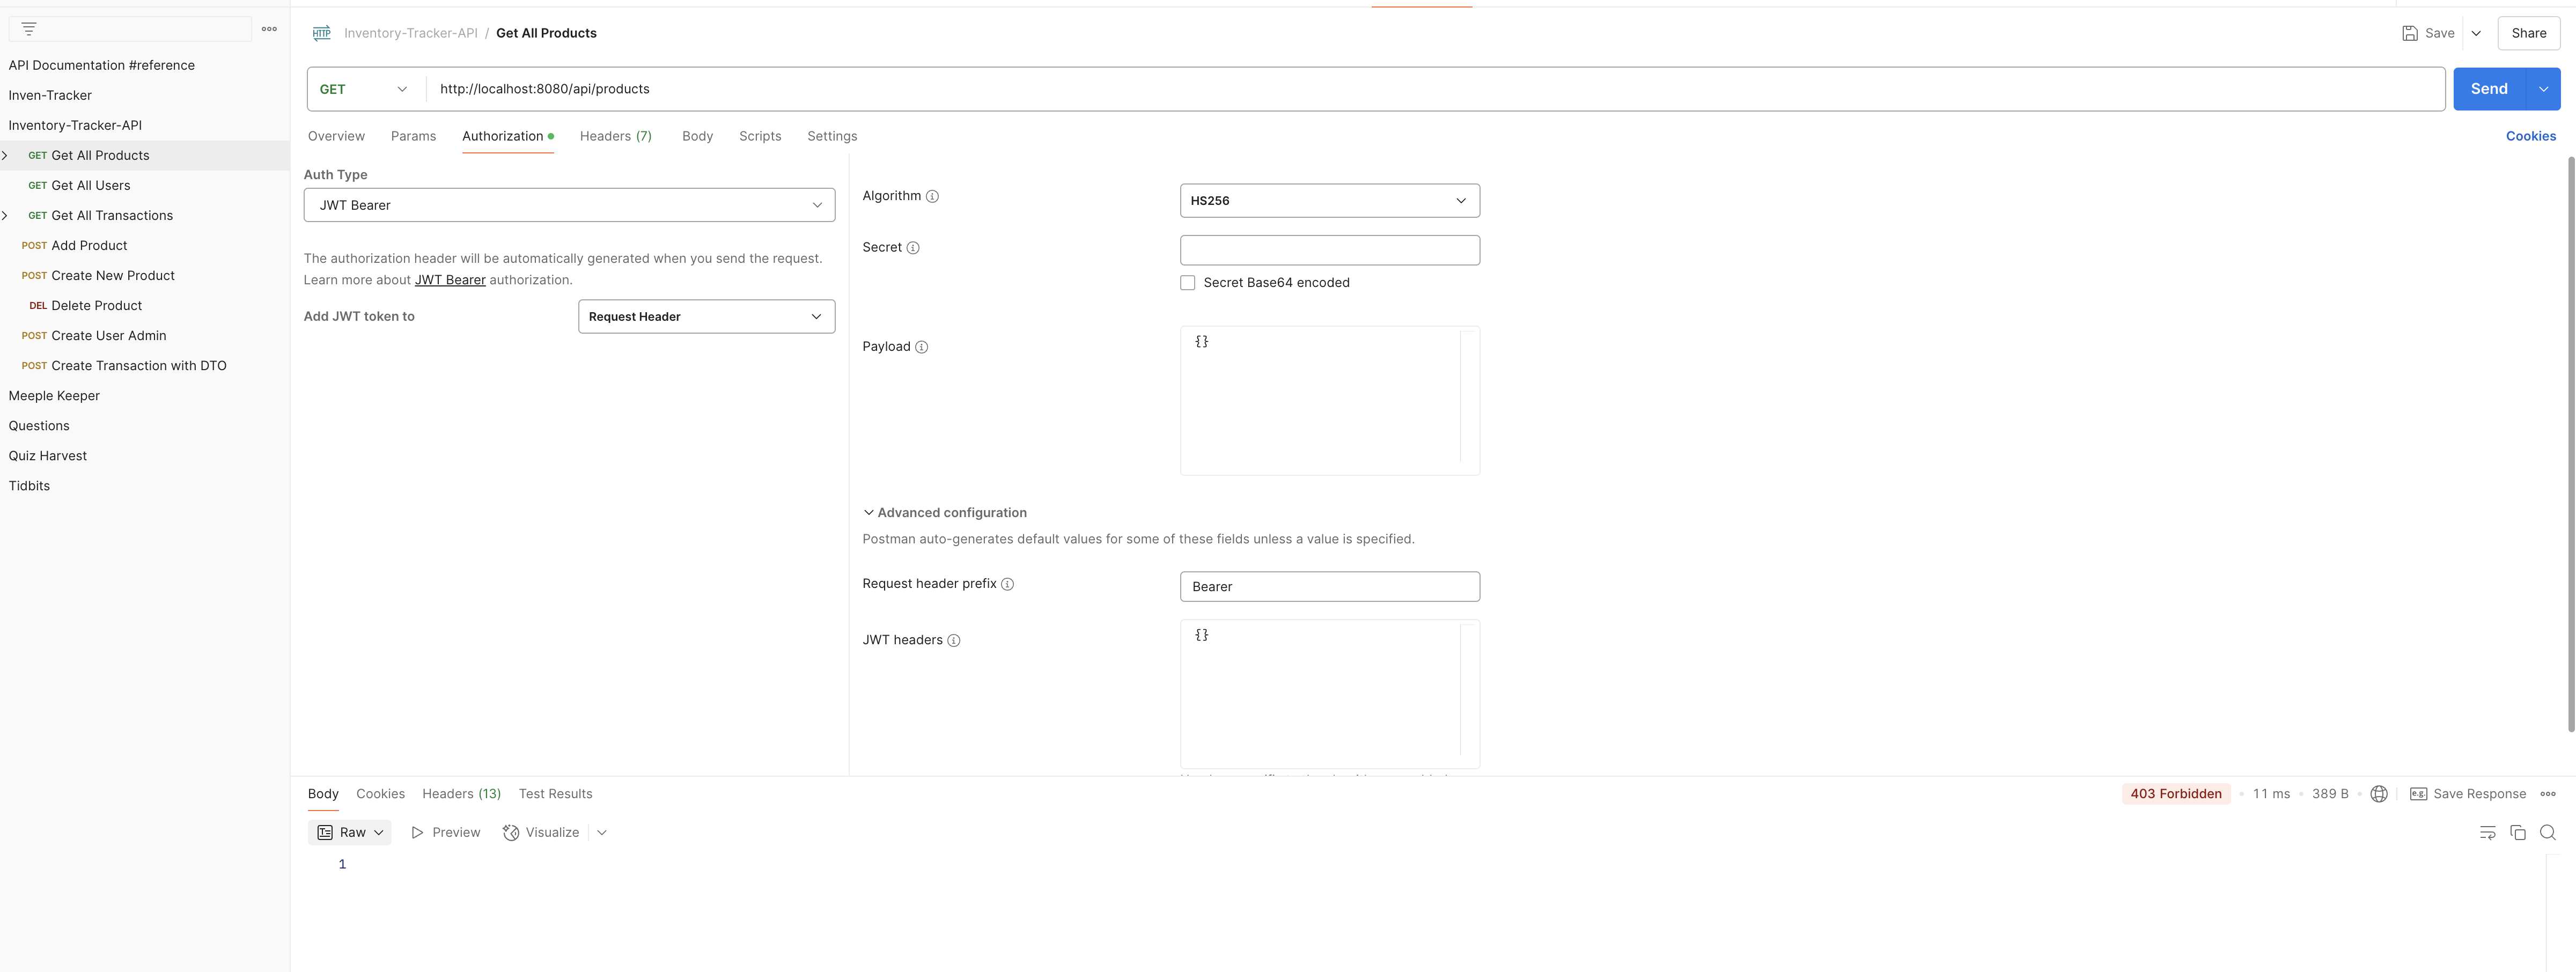 HTTP Inventory-Tracker-API / Get All Products Save Share
API Documentation #reference
Inven-Tracker
Inventory-Tracker-API
GET Get All Products
GET Get All Users
GET Get All Transactions
POST Add Product
POST Create New Product
DEL Delete Product
POST Create User Admin
POST Create Transaction with DTO
Meeple Keeper
Questions
Quiz Harvest
Tidbits
GET http://localhost:8080/api/products Send
Overview Params Authorization Headers (7) Body Scripts Settings Cookies
Auth Type
JWT Bearer
The authorization header will be automatically generated when you send the request.
Learn more about JWT Bearer authorization.
Add JWT token to Request Header
Algorithm HS256
Secret
Secret Base64 encoded
Payload {}
Advanced configuration
Postman auto-generates default values for some of these fields unless a value is specified.
Request header prefix Bearer
JWT headers {}
Body Cookies Headers (13) Test Results 403 Forbidden 11 ms 389 B e.g. Save Response
Raw Preview Visualize
1